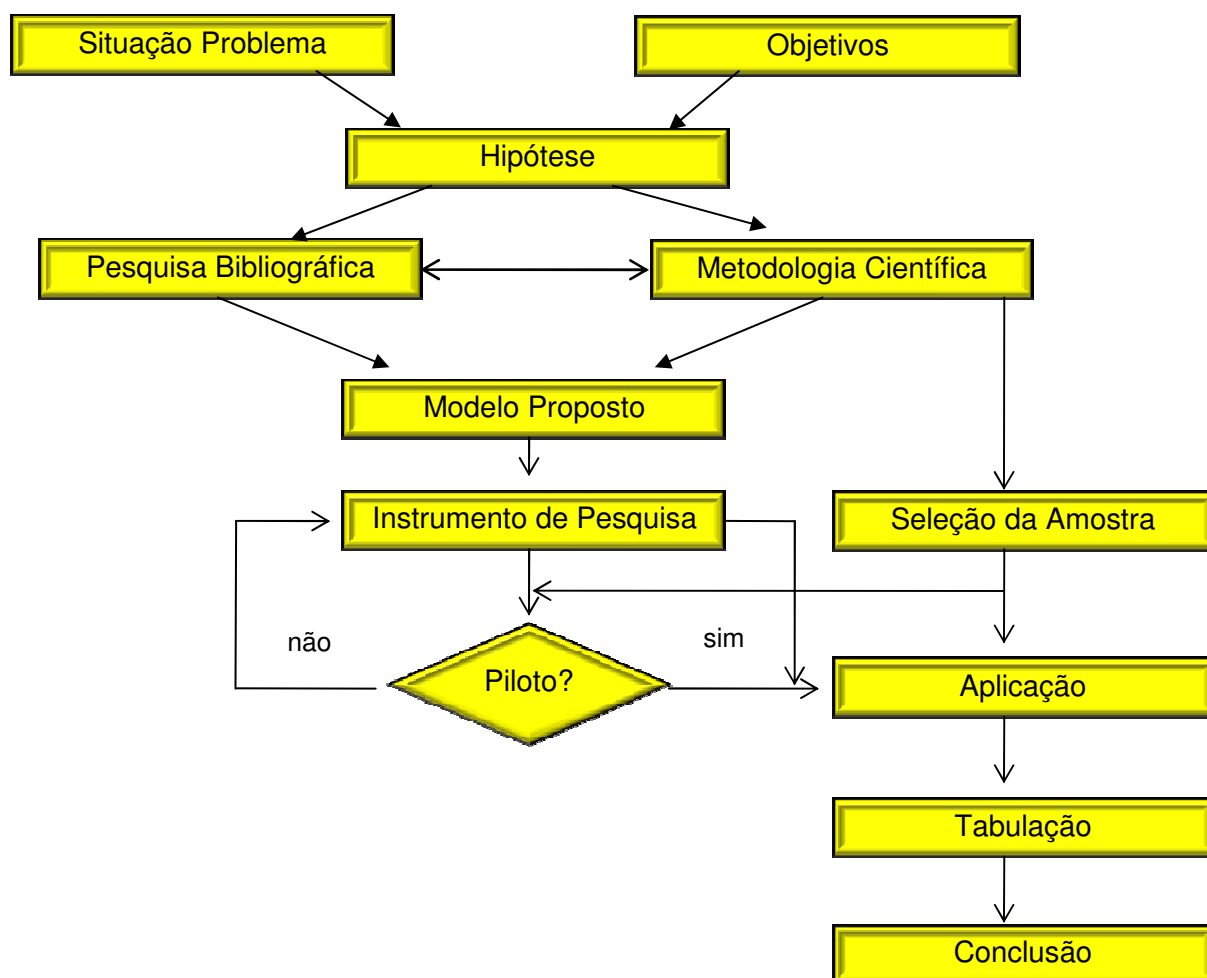 Situação Problema
Objetivos
Hipótese
Pesquisa Bibliográfica
Metodologia Científica
Modelo Proposto
Instrumento de Pesquisa
Seleção da Amostra
não
sim
Piloto?
Aplicação
Tabulação
Conclusão